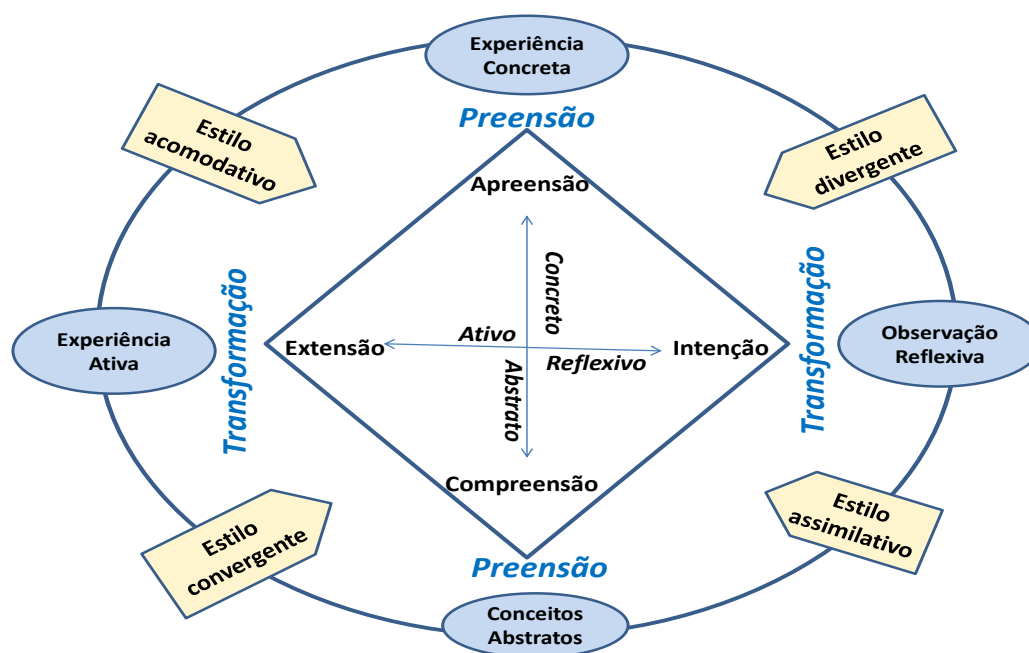 Experiência
Concreta
Preensão
Estilo
acomodativo
Estilo
divergente
Apreensão
Concreto
Transformação
Transformação
Experiência
Ativa
Extensão
Ativo
Reflexivo
Intenção
Observação
Reflexiva
Abstrato
Compreensão
Estilo
convergente
Estilo
assimilativo
Preensão
Conceitos
Abstratos